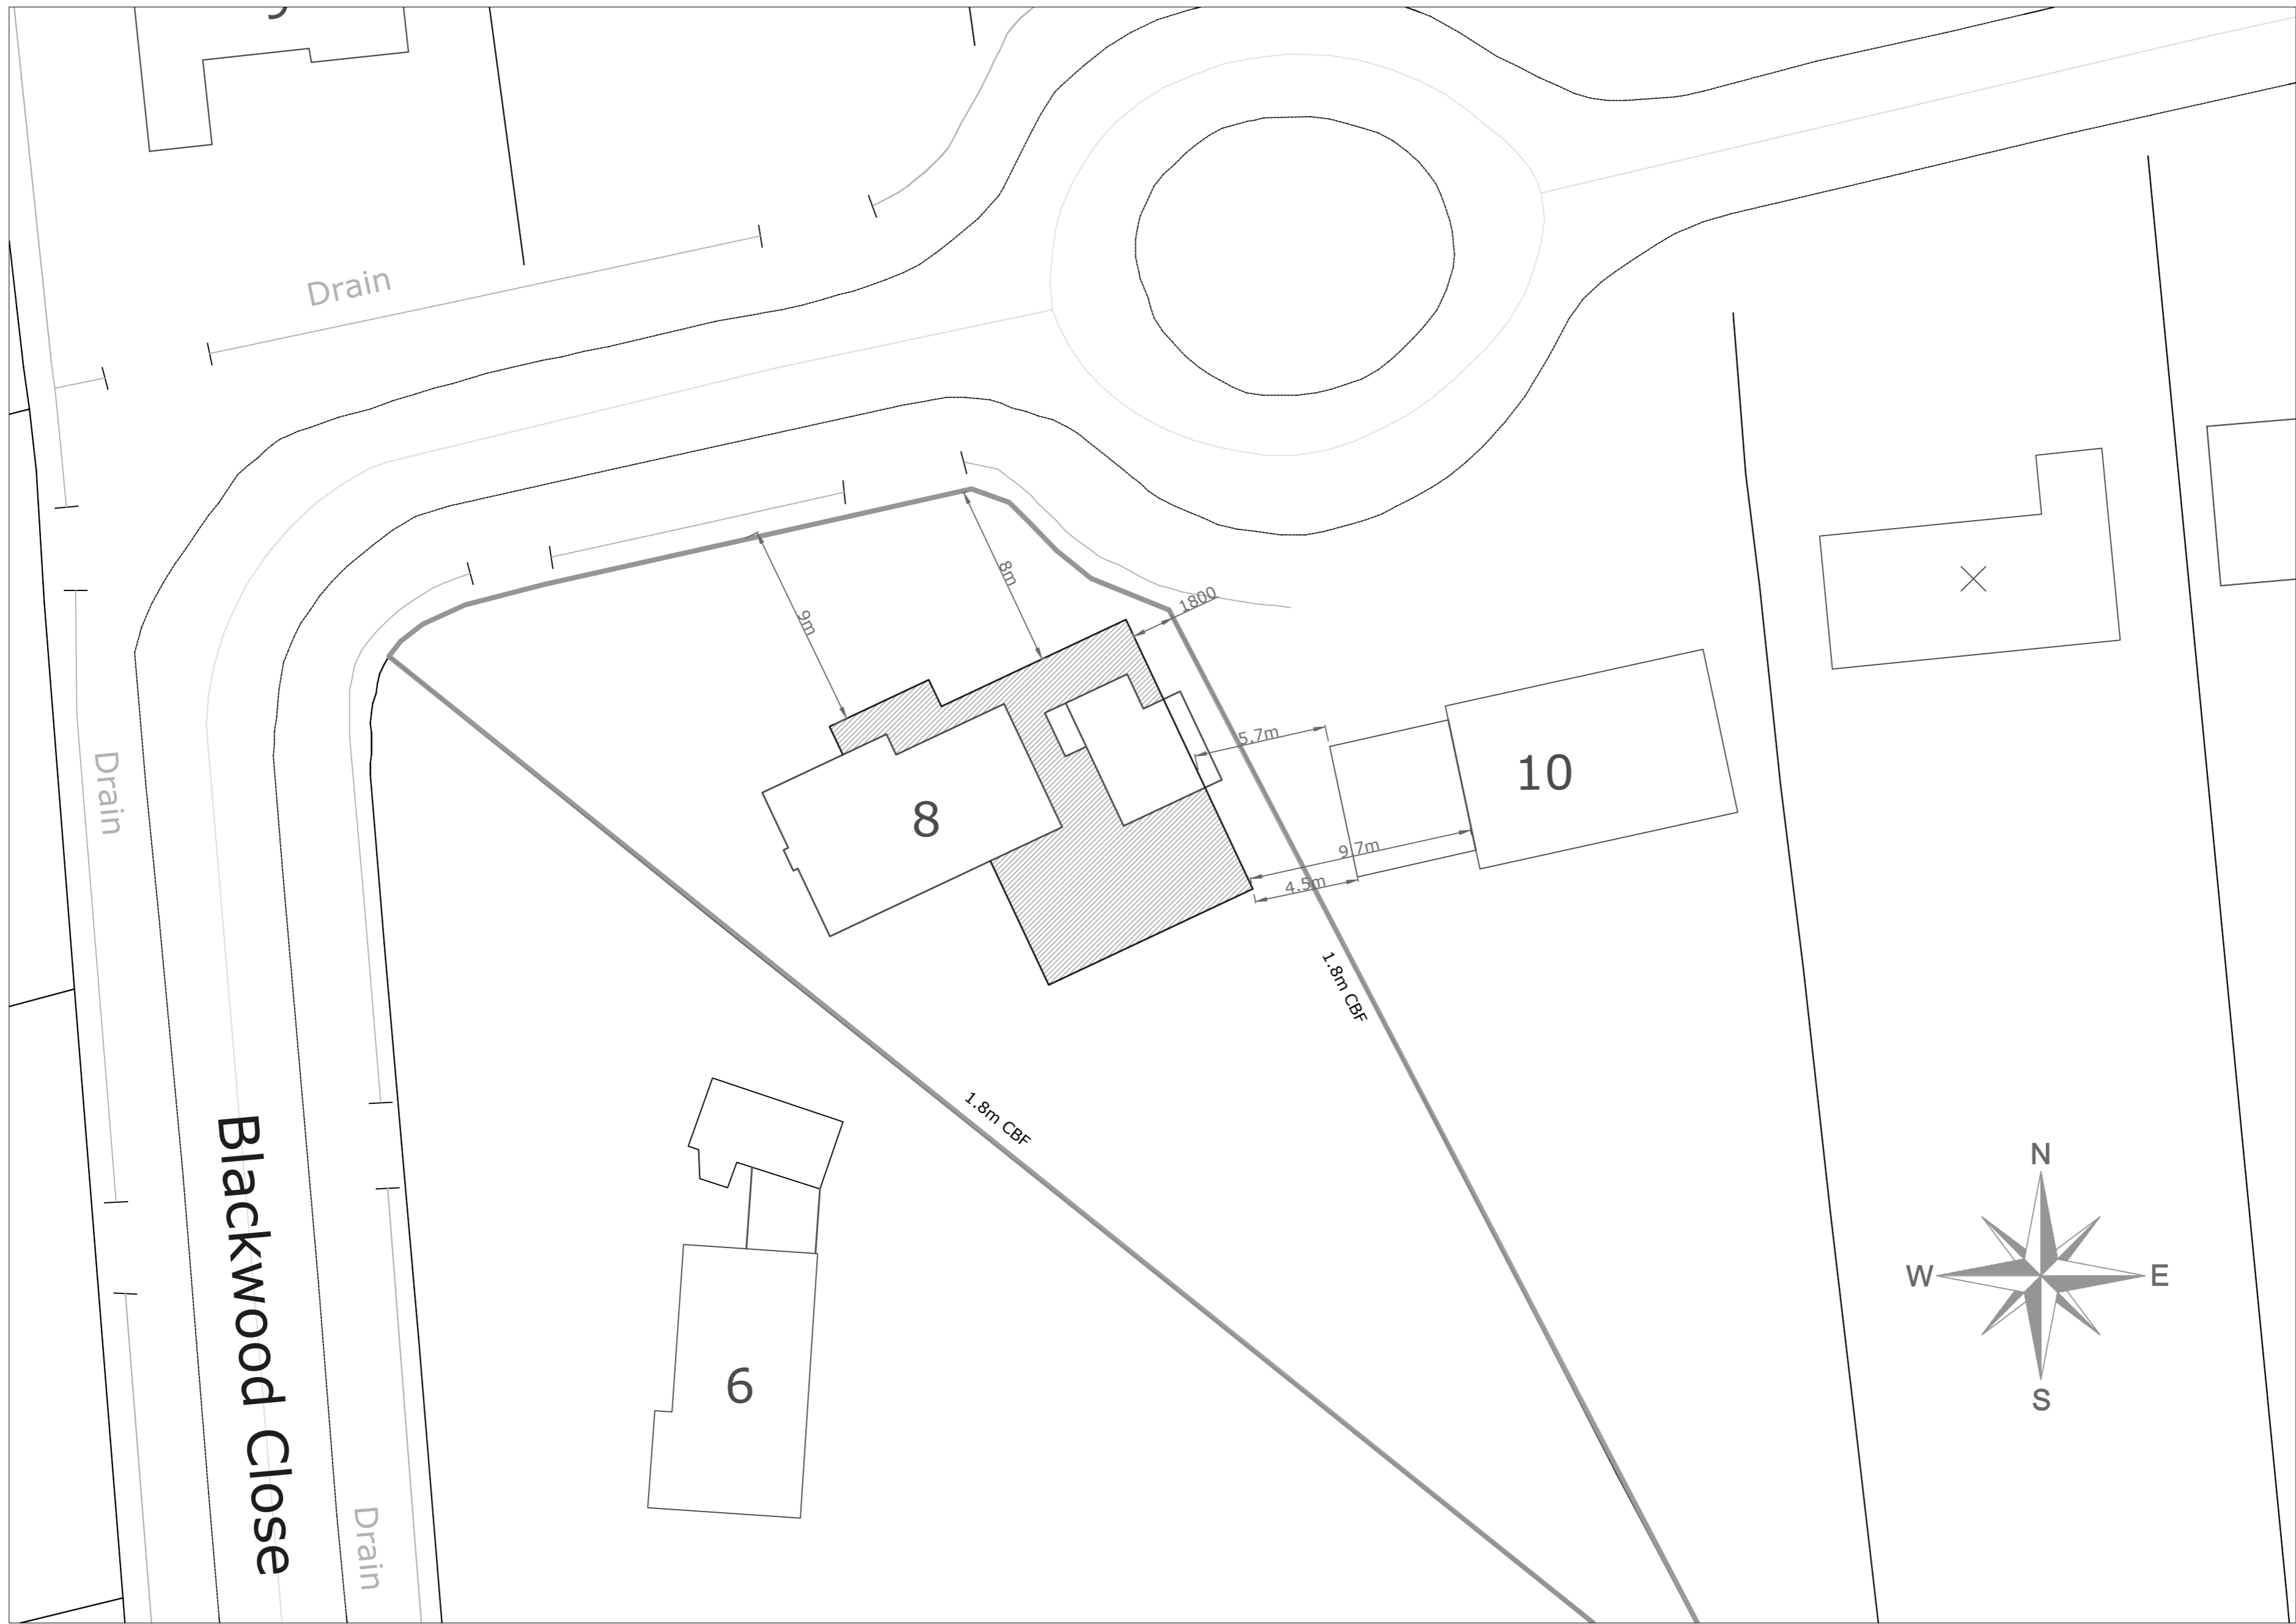 Drain
8m
9m
1800
5.7m
10
8
9.7m
4.5m
Drain
1.8m CBF
1.8m CBF
Blackwood Close
N
W
E
S
6
Drain